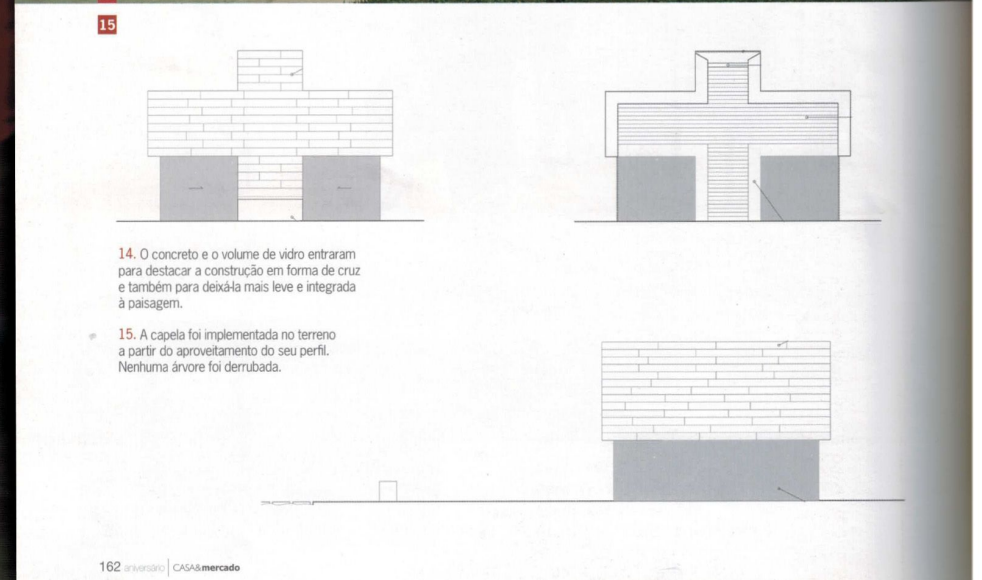 15
14. O concreto e o volume de vidro entraram
para destacar a construção em forma de cruz
e também para deixá-la mais leve e integrada
à paisagem.
15. A capela foi implementada no terreno
a partir do aproveitamento do seu perfil.
Nenhuma árvore foi derrubada.
162 aniversário | CASA&mercado